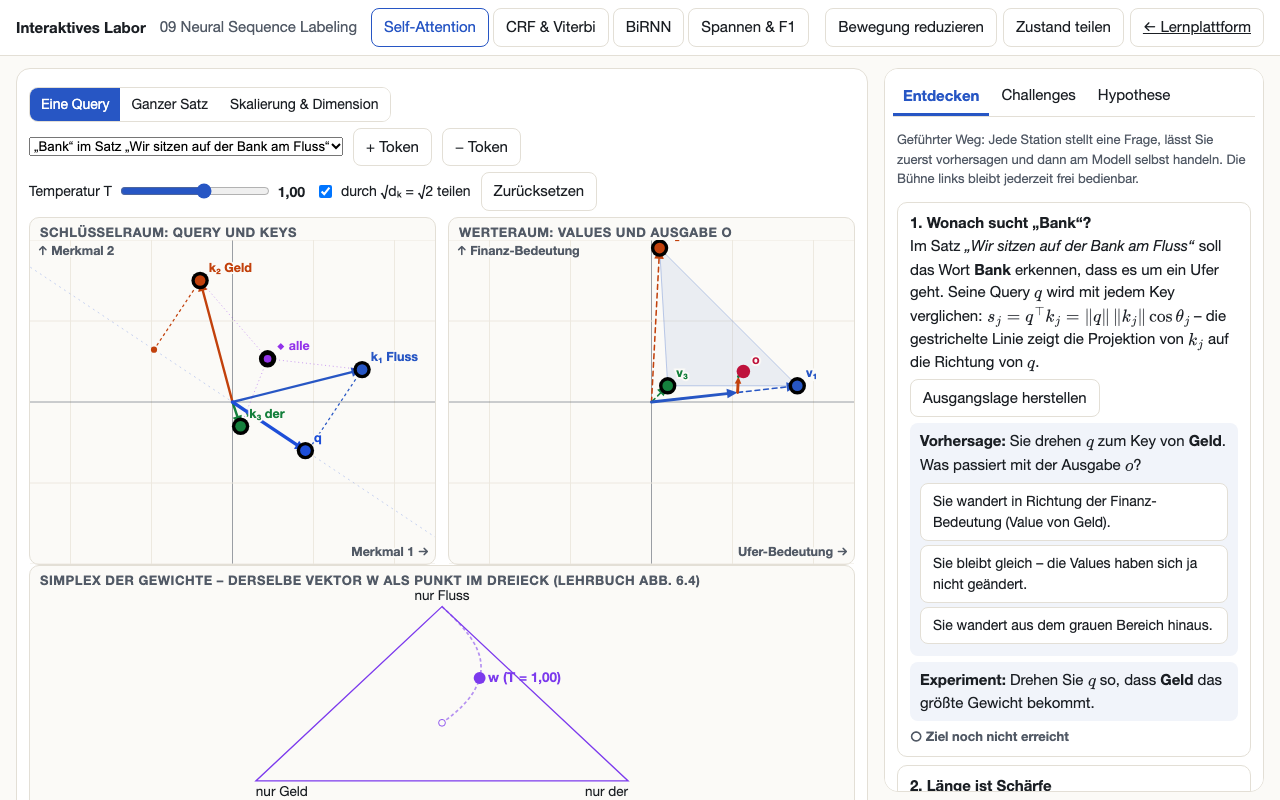 Interaktives Labor 09 Neural Sequence Labeling Self-Attention CRF & Viterbi BiRNN Spannen & F1 Bewegung reduzieren Zustand teilen ← Lernplattform
Eine Query Ganzer Satz Skalierung & Dimension
„Bank“ im Satz „Wir sitzen auf der Bank am Fluss“ + Token − Token
Temperatur T 1,00 durch √dₖ = √2 teilen Zurücksetzen
SCHLÜSSELRAUM: QUERY UND KEYS
↑ Merkmal 2
k₂ Geld
◆ alle
k₁ Fluss
k₃ der
q
Merkmal 1 →
WERTERAUM: VALUES UND AUSGABE O
↑ Finanz-Bedeutung
o
v₃
v₁
Ufer-Bedeutung →
SIMPLEX DER GEWICHTE – DERSELBE VEKTOR W ALS PUNKT IM DREIECK (LEHRBUCH ABB. 6.4)
nur Fluss
w (T = 1,00)
nur Geld nur der
Entdecken Challenges Hypothese
Geführter Weg: Jede Station stellt eine Frage, lässt Sie
zuerst vorhersagen und dann am Modell selbst handeln. Die
Bühne links bleibt jederzeit frei bedienbar.
1. Wonach sucht „Bank“?
Im Satz „Wir sitzen auf der Bank am Fluss“ soll
das Wort Bank erkennen, dass es um ein Ufer
geht. Seine Query q wird mit jedem Key
verglichen: sⱼ = q⊤kⱼ = ‖q‖ ‖kⱼ‖ cos θⱼ – die
gestrichelte Linie zeigt die Projektion von kⱼ auf
die Richtung von q.
Ausgangslage herstellen
Vorhersage: Sie drehen q zum Key von Geld.
Was passiert mit der Ausgabe o?
Sie wandert in Richtung der Finanz-
Bedeutung (Value von Geld).
Sie bleibt gleich – die Values haben sich ja
nicht geändert.
Sie wandert aus dem grauen Bereich hinaus.
Experiment: Drehen Sie q so, dass Geld das
größte Gewicht bekommt.
○ Ziel noch nicht erreicht
2. Länge ist Schärfe